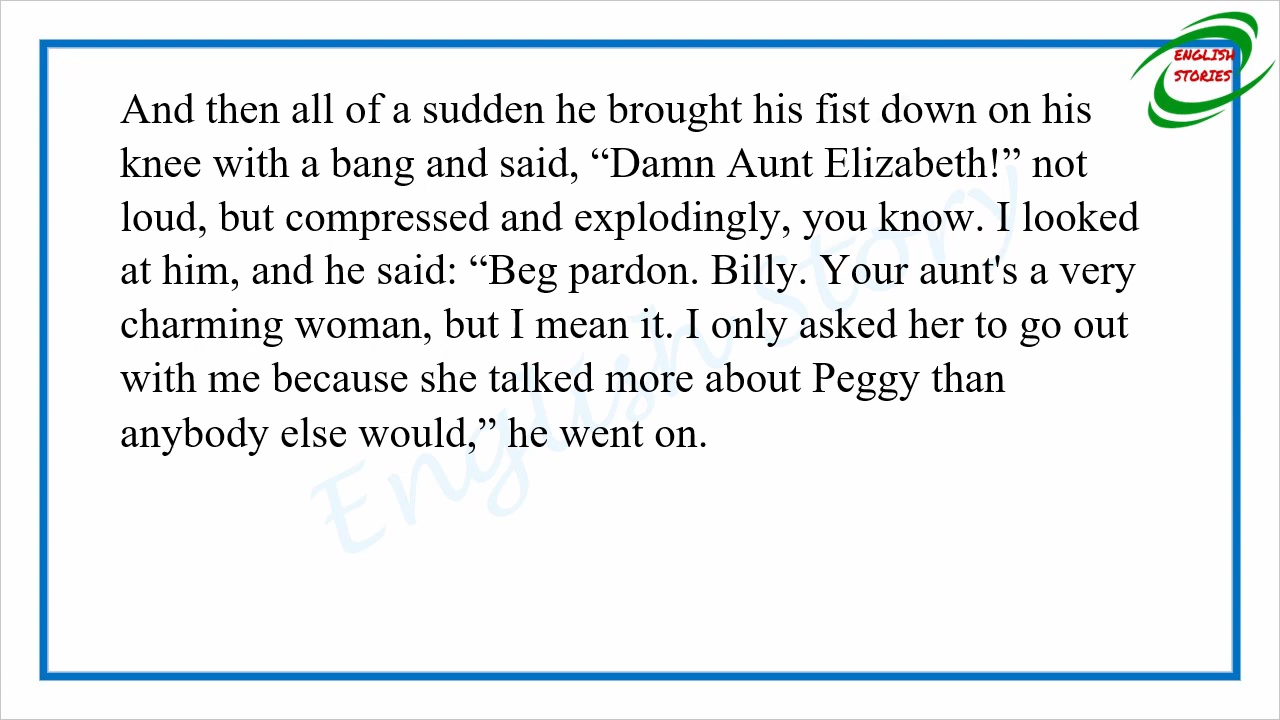 ENGLISH
STORIES
And then all of a sudden he brought his fist down on his
knee with a bang and said, “Damn Aunt Elizabeth!” not
loud, but compressed and explodingly, you know. I looked
at him, and he said: “Beg pardon. Billy. Your aunt's a very
charming woman, but I mean it. I only asked her to go out
with me because she talked more about Peggy than
anybody else would,” he went on.
English Story